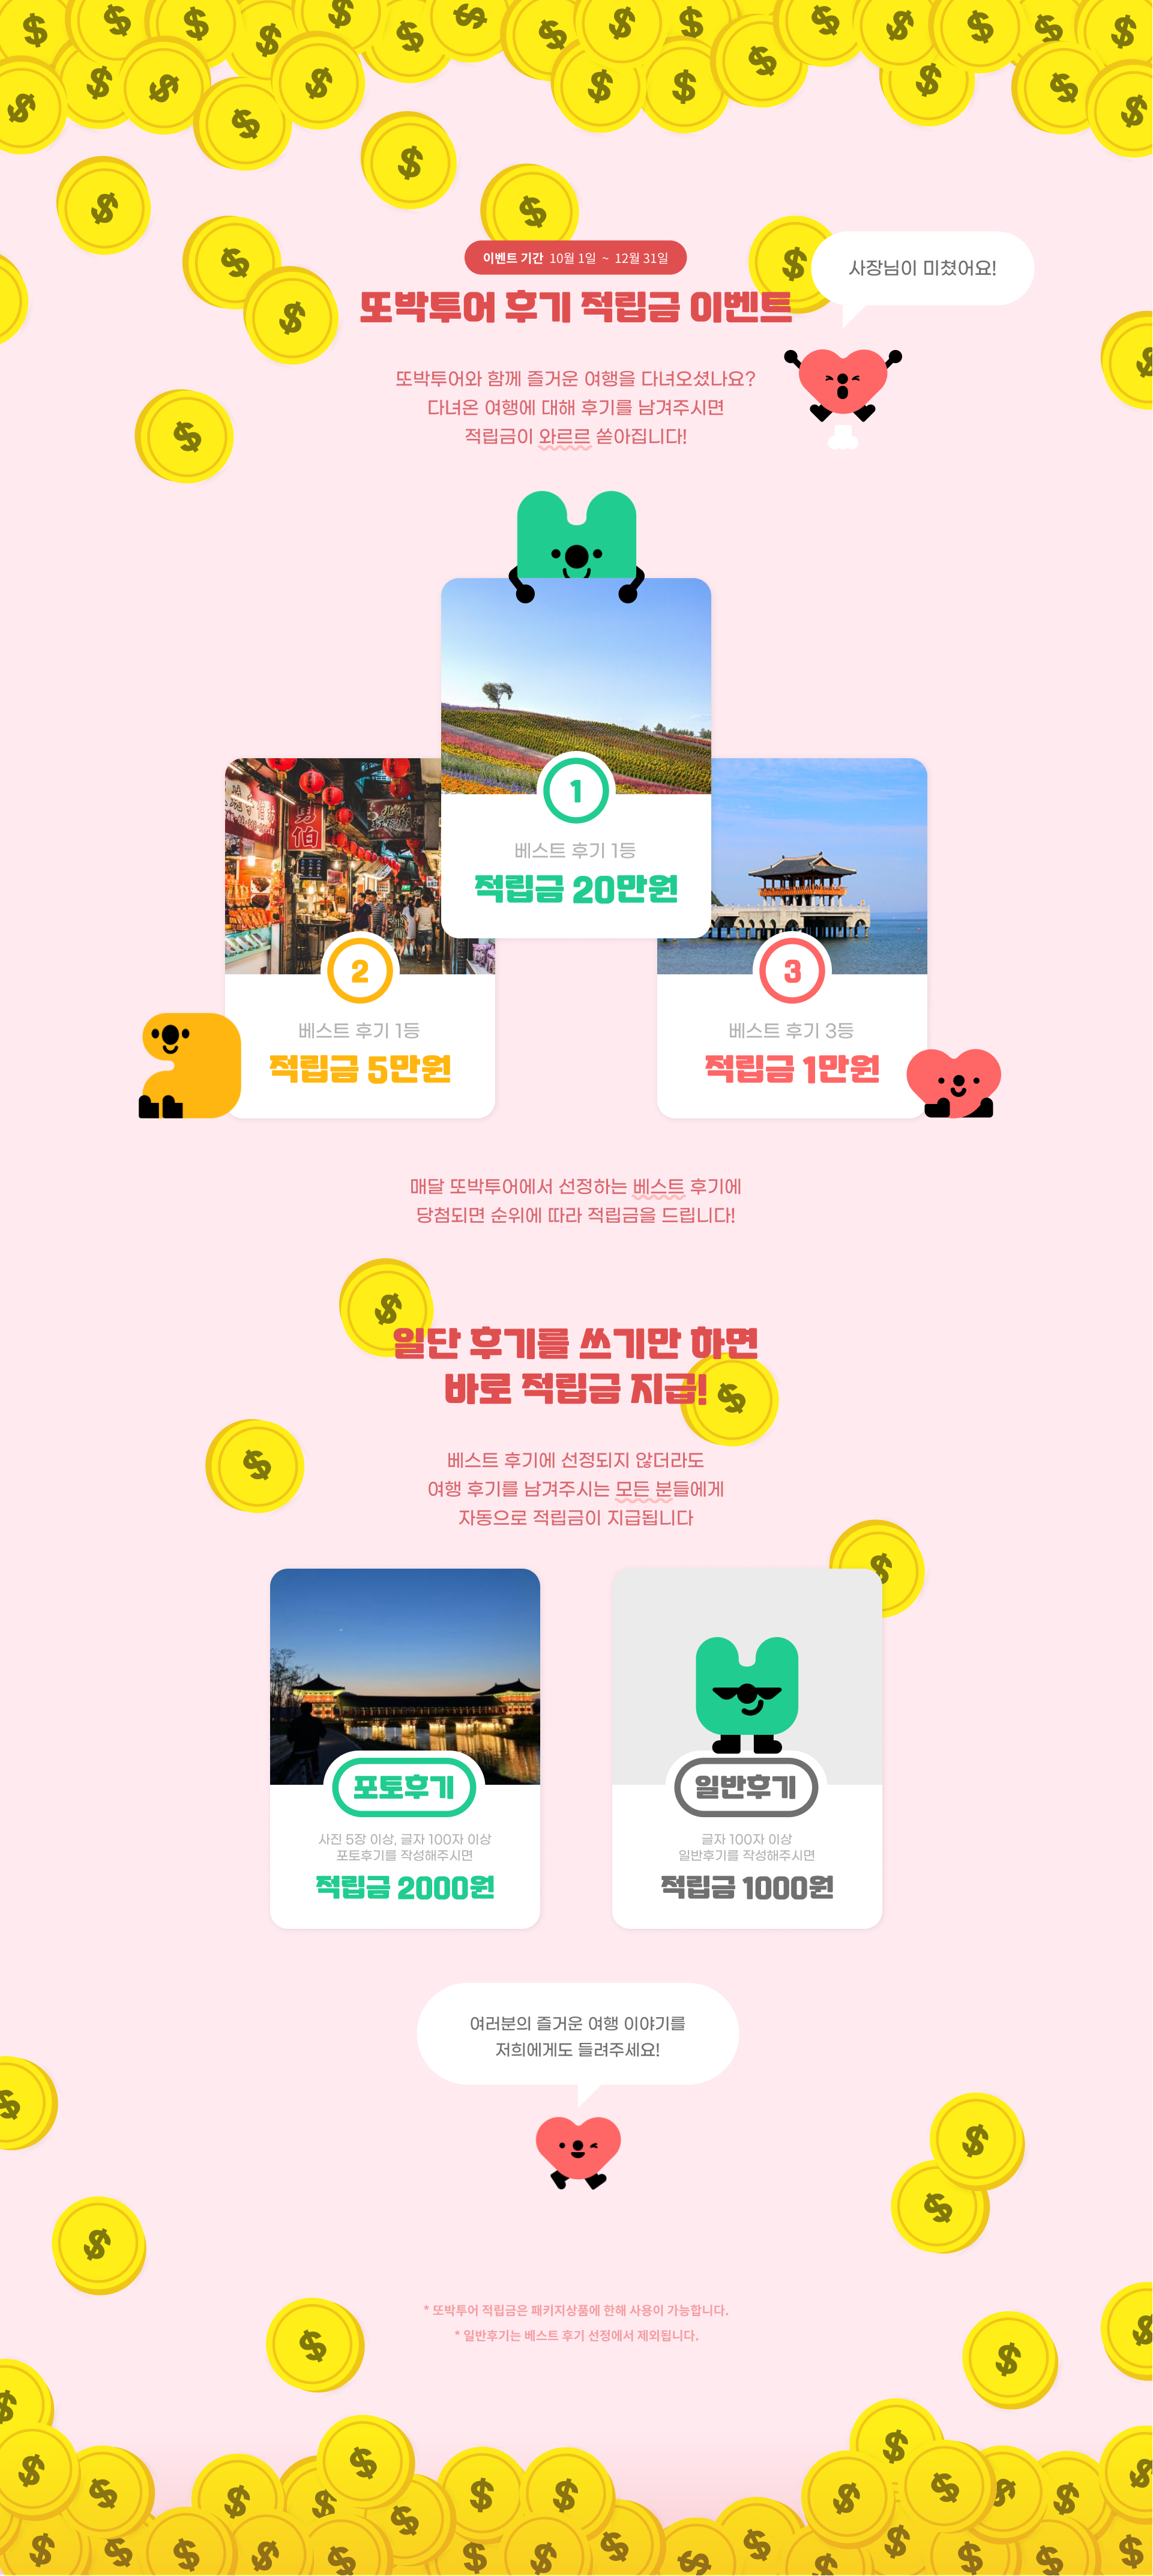 이벤트 기간 10월 1일 ~ 12월 31일
사장님이 미쳤어요!
또박투어 후기 적립금 이벤트
또박투어와 함께 즐거운 여행을 다녀오셨나요?
다녀온 여행에 대해 후기를 남겨주시면
적립금이 와르르 쏟아집니다!
1
베스트 후기 1등
적립금 20만원
男伯
2
베스트 후기 1등
적립금 5만원
3
베스트 후기 3등
적립금 1만원
매달 또박투어에서 선정하는 베스트 후기에
당첨되면 순위에 따라 적립금을 드립니다!
일단 후기를 쓰기만 하면
바로 적립금 지급!
베스트 후기에 선정되지 않더라도
여행 후기를 남겨주시는 모든 분들에게
자동으로 적립금이 지급됩니다
포토후기
사진 5장 이상, 글자 100자 이상
포토후기를 작성해주시면
적립금 2000원
일반후기
글자 100자 이상
일반후기를 작성해주시면
적립금 1000원
여러분의 즐거운 여행 이야기를
저희에게도 들려주세요!
* 또박투어 적립금은 패키지상품에 한해 사용이 가능합니다.
* 일반후기는 베스트 후기 선정에서 제외됩니다.